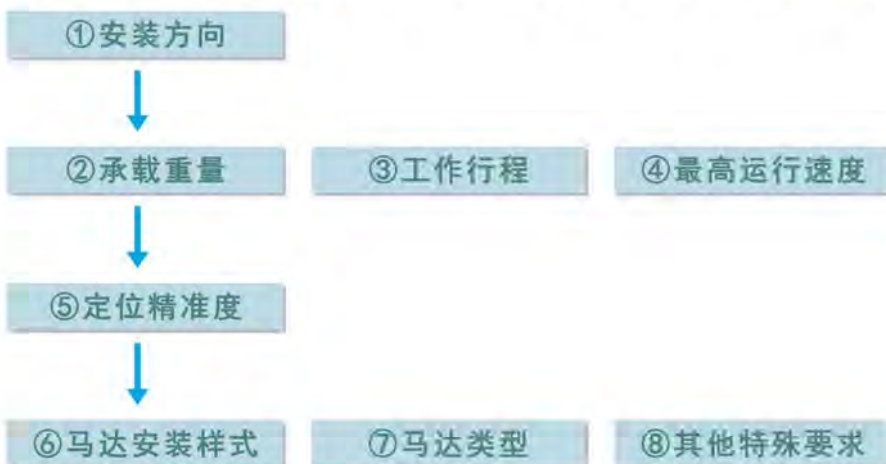 ①安装方向
②承载重量
③工作行程
④最高运行速度
⑤定位精准度
⑥马达安装样式
⑦马达类型
⑧其他特殊要求